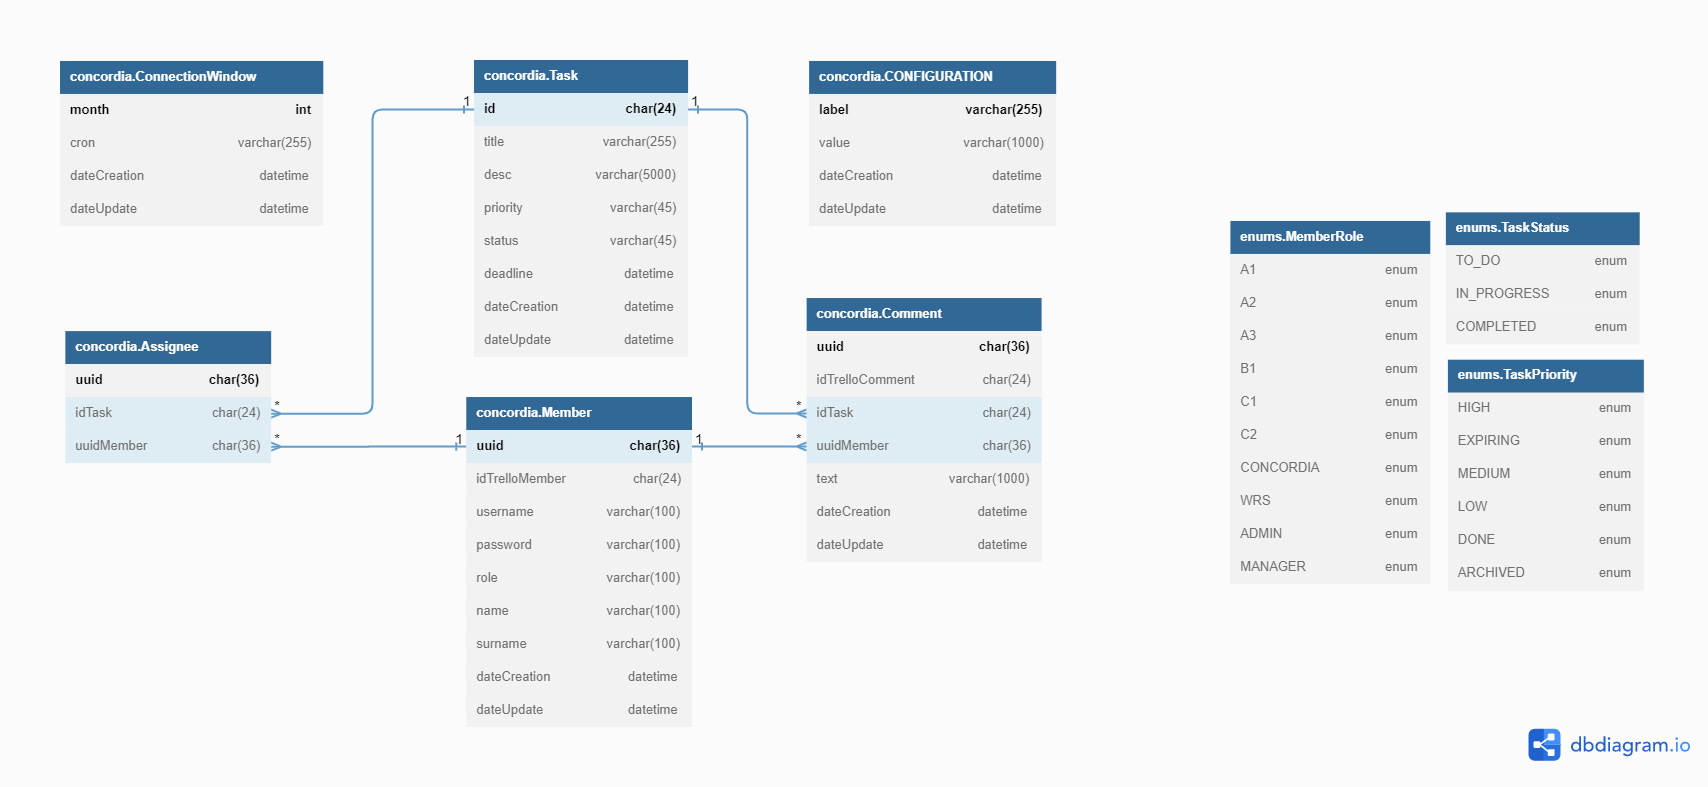 concordia.ConnectionWindow
month int
cron varchar(255)
dateCreation datetime
dateUpdate datetime
concordia.Task
1 id char(24) 1
title varchar(255)
desc varchar(5000)
priority varchar(45)
status varchar(45)
deadline datetime
dateCreation datetime
dateUpdate datetime
concordia.CONFIGURATION
label varchar(255)
value varchar(1000)
dateCreation datetime
dateUpdate datetime
concordia.Assignee
uuid char(36)
idTask char(24) *
uuidMember char(36) *
concordia.Member
1 uuid char(36) 1
idTrelloMember char(24)
username varchar(100)
password varchar(100)
role varchar(100)
name varchar(100)
surname varchar(100)
dateCreation datetime
dateUpdate datetime
concordia.Comment
uuid char(36)
idTrelloComment char(24)
* idTask char(24)
* uuidMember char(36)
text varchar(1000)
dateCreation datetime
dateUpdate datetime
enums.MemberRole
A1 enum
A2 enum
A3 enum
B1 enum
C1 enum
C2 enum
CONCORDIA enum
WRS enum
ADMIN enum
MANAGER enum
enums.TaskStatus
TO_DO enum
IN_PROGRESS enum
COMPLETED enum
enums.TaskPriority
HIGH enum
EXPIRING enum
MEDIUM enum
LOW enum
DONE enum
ARCHIVED enum
dbdiagram.io